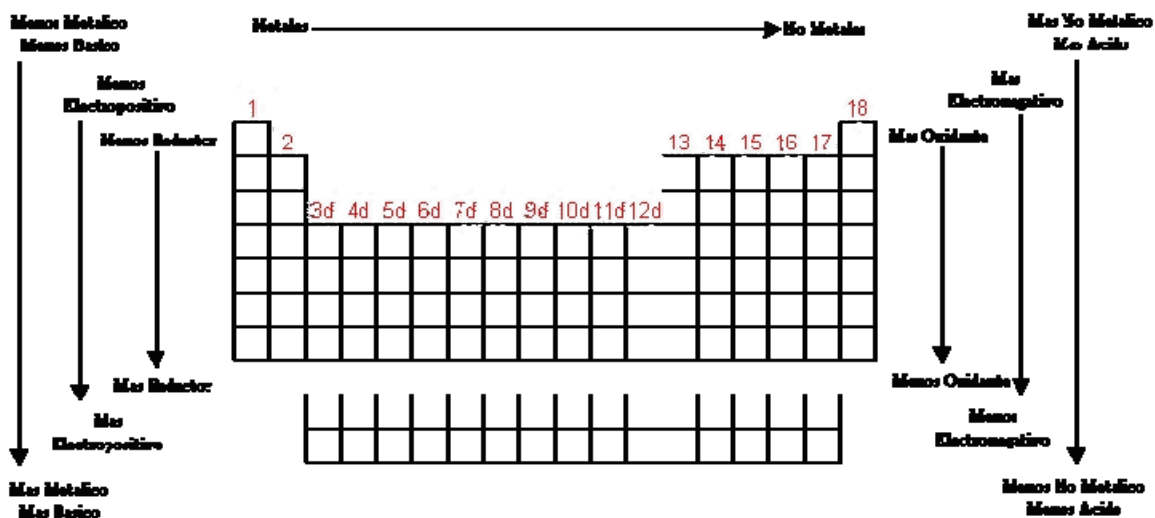 Menos Metalico
Menos Basico
Metales
No Metales
Mas No Metalico
Mas Acido
Menos
Electropositivo
Mas
Electronegativo
1
18
Menos Reductor
2
13 14 15 16 17
Mas Oxidante
3d 4d 5d 6d 7d 8d 9d 10d 11d 12d
Mas Reductor
Menos Oxidante
Mas
Electropositivo
Menos
Electronegativo
Mas Metalico
Mas Basico
Menos No Metalico
Menos Acido